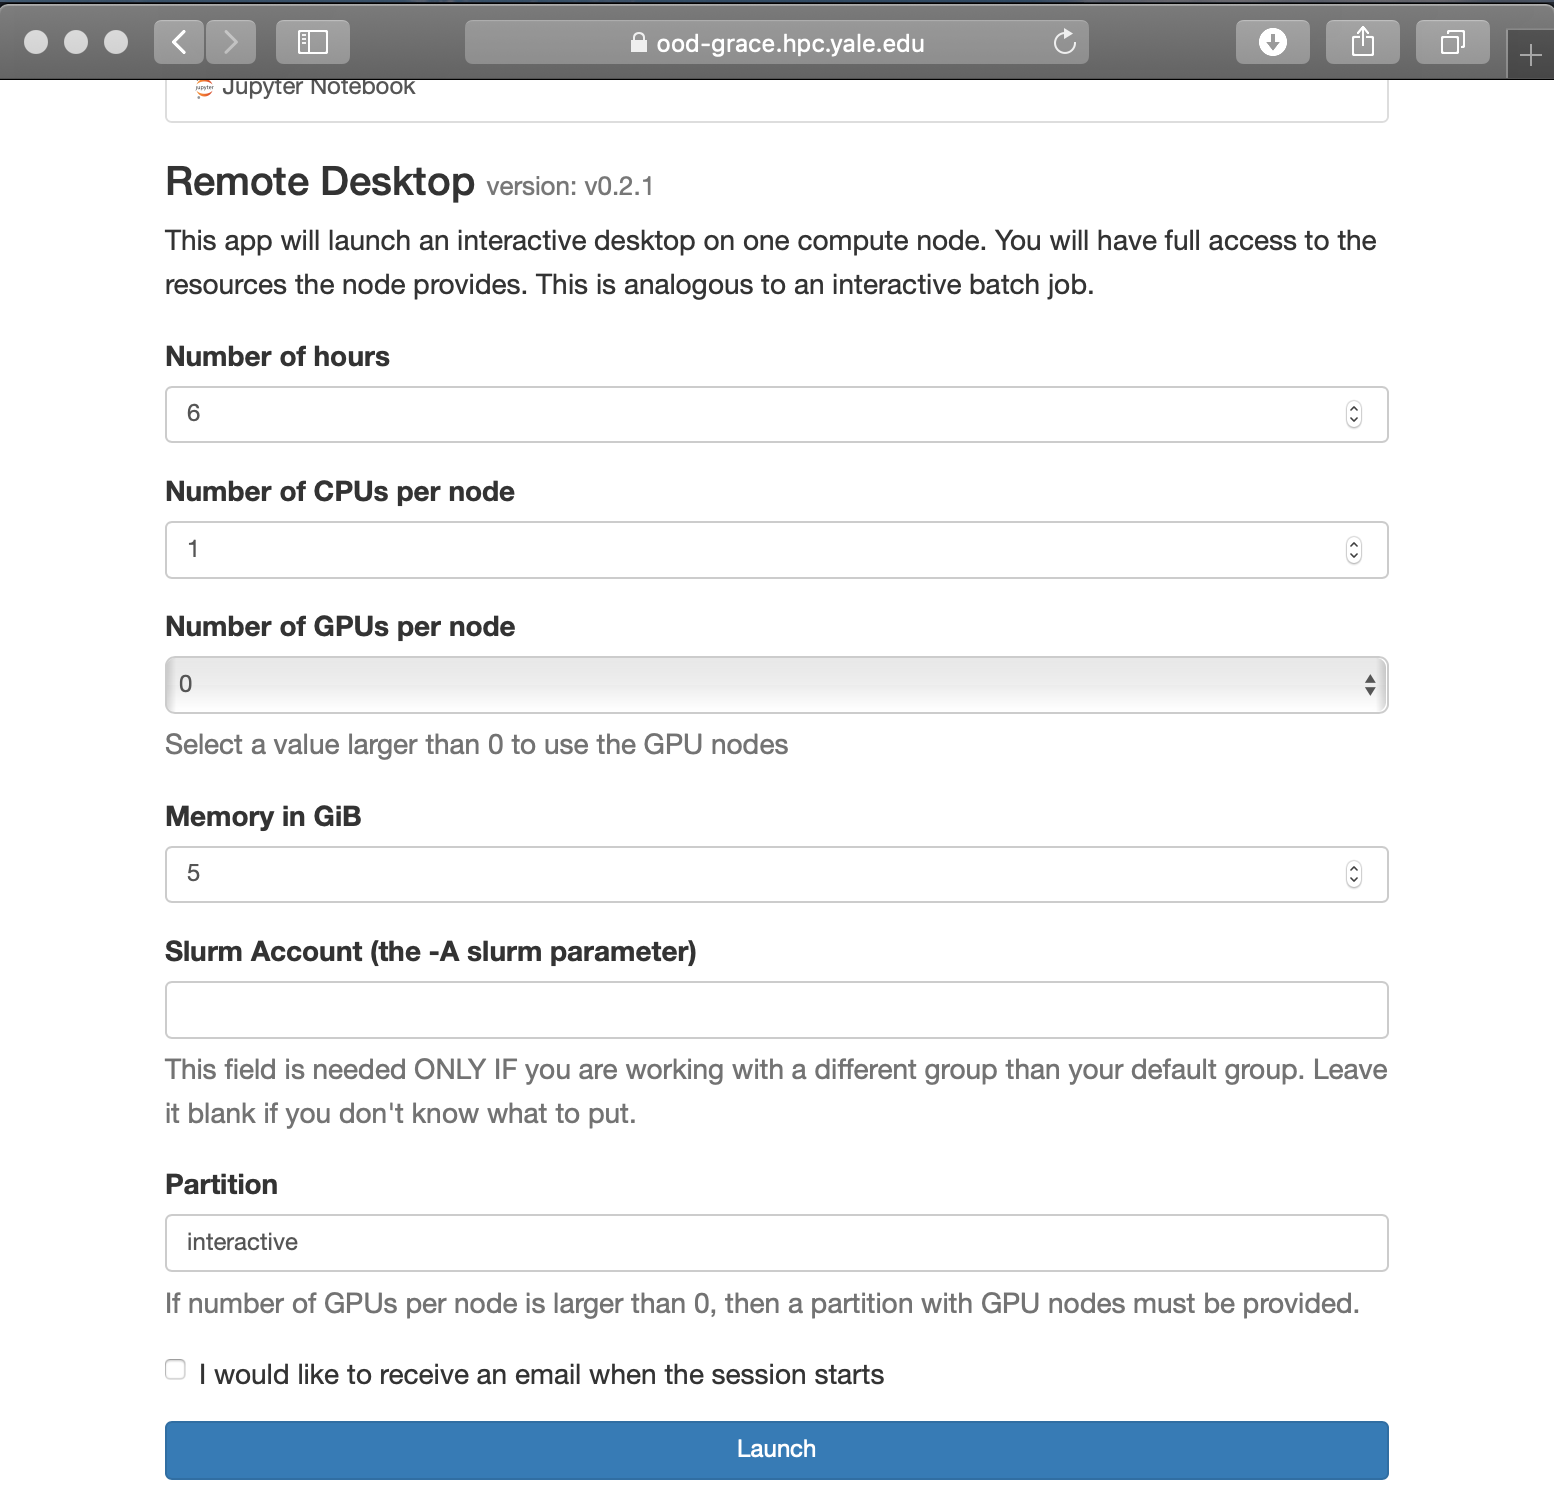 ood-grace.hpc.yale.edu
Jupyter Notebook
Remote Desktop version: v0.2.1
This app will launch an interactive desktop on one compute node. You will have full access to the
resources the node provides. This is analogous to an interactive batch job.
Number of hours
6
Number of CPUs per node
1
Number of GPUs per node
0
Select a value larger than 0 to use the GPU nodes
Memory in GiB
5
Slurm Account (the -A slurm parameter)
This field is needed ONLY IF you are working with a different group than your default group. Leave
it blank if you don't know what to put.
Partition
interactive
If number of GPUs per node is larger than 0, then a partition with GPU nodes must be provided.
I would like to receive an email when the session starts
Launch